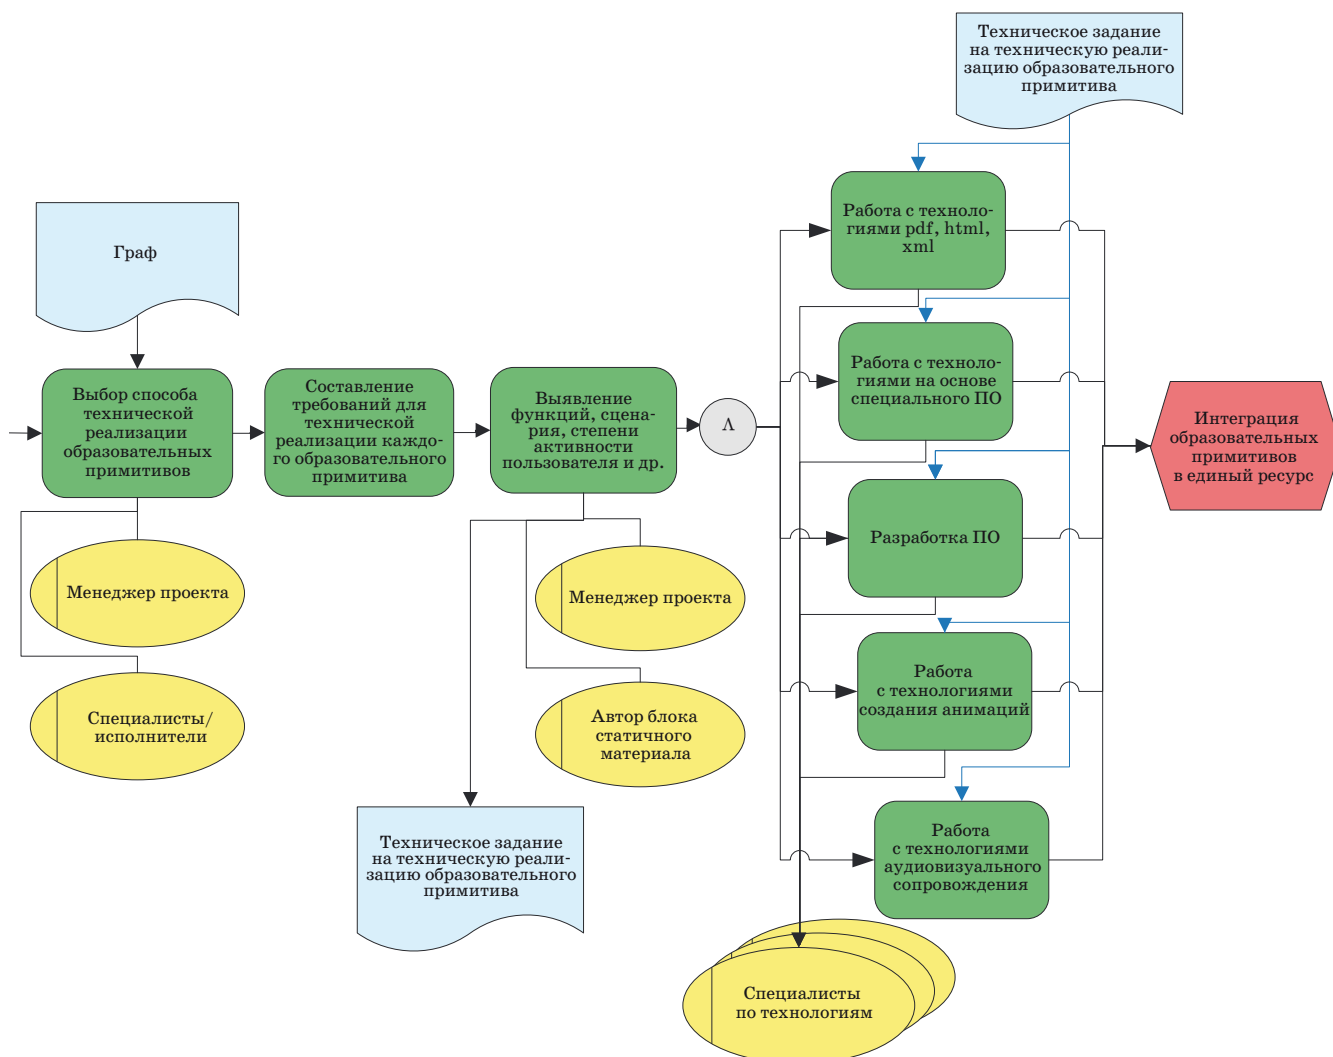 Техническое задание
на техническую реали-
зацию образовательного
примитива
Граф
Работа с техноло-
гиями pdf, html,
xml
Выбор способа
технической
реализации
образовательных
примитивов
Составление
требований для
технической
реализации каждо-
го образовательного
примитива
Выявление
функций, сцена-
рия, степени
активности
пользователя и др.
Λ
Работа с техноло-
гиями на основе
специального ПО
Интеграция
образовательных
примитивов
в единый ресурс
Разработка ПО
Менеджер проекта
Менеджер проекта
Специалисты/
исполнители
Автор блока
статичного
материала
Работа
с технологиями
создания анимаций
Техническое задание
на техническую реали-
зацию образовательного
примитива
Работа
с технологиями
аудиовизуального
сопровождения
Специалисты
по технологиям